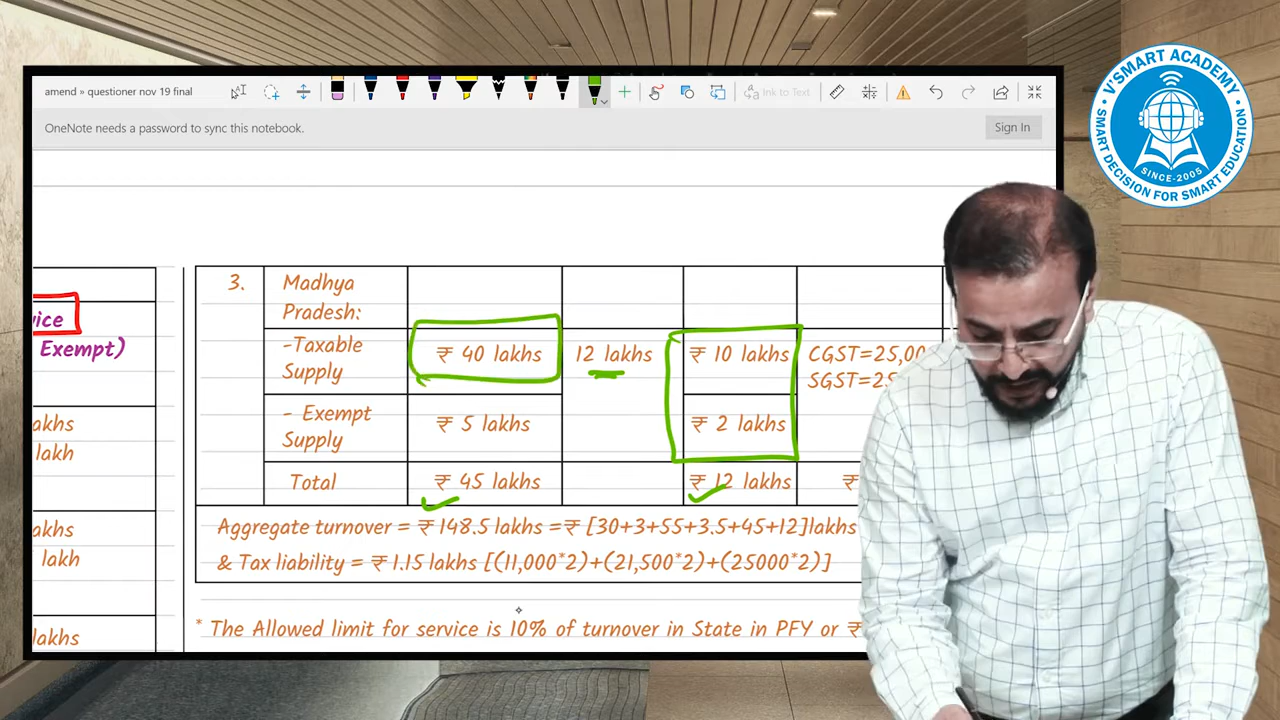 amend » questioner nov 19 final
Ink to Text
OneNote needs a password to sync this notebook.
Sign In
V'SMART ACADEMY
SINCE-2005
SMART DECISION FOR SMART EDUCATION
Exempt)
lakh
lakh
lakhs
3. Madhya
Pradesh:
-Taxable
Supply
₹ 40 lakhs 12 lakhs ₹ 10 lakhs CGST=25,00
SGST=25
- Exempt
Supply
₹ 5 lakhs ₹ 2 lakhs
Total ₹ 45 lakhs ₹ 12 lakhs ₹
Aggregate turnover = ₹ 148.5 lakhs =₹ [30+3+55+3.5+45+12]lakhs
& Tax liability = ₹ 1.15 lakhs [(11,000*2)+(21,500*2)+(25000*2)]
* The Allowed limit for service is 10% of turnover in State in PFY or ₹